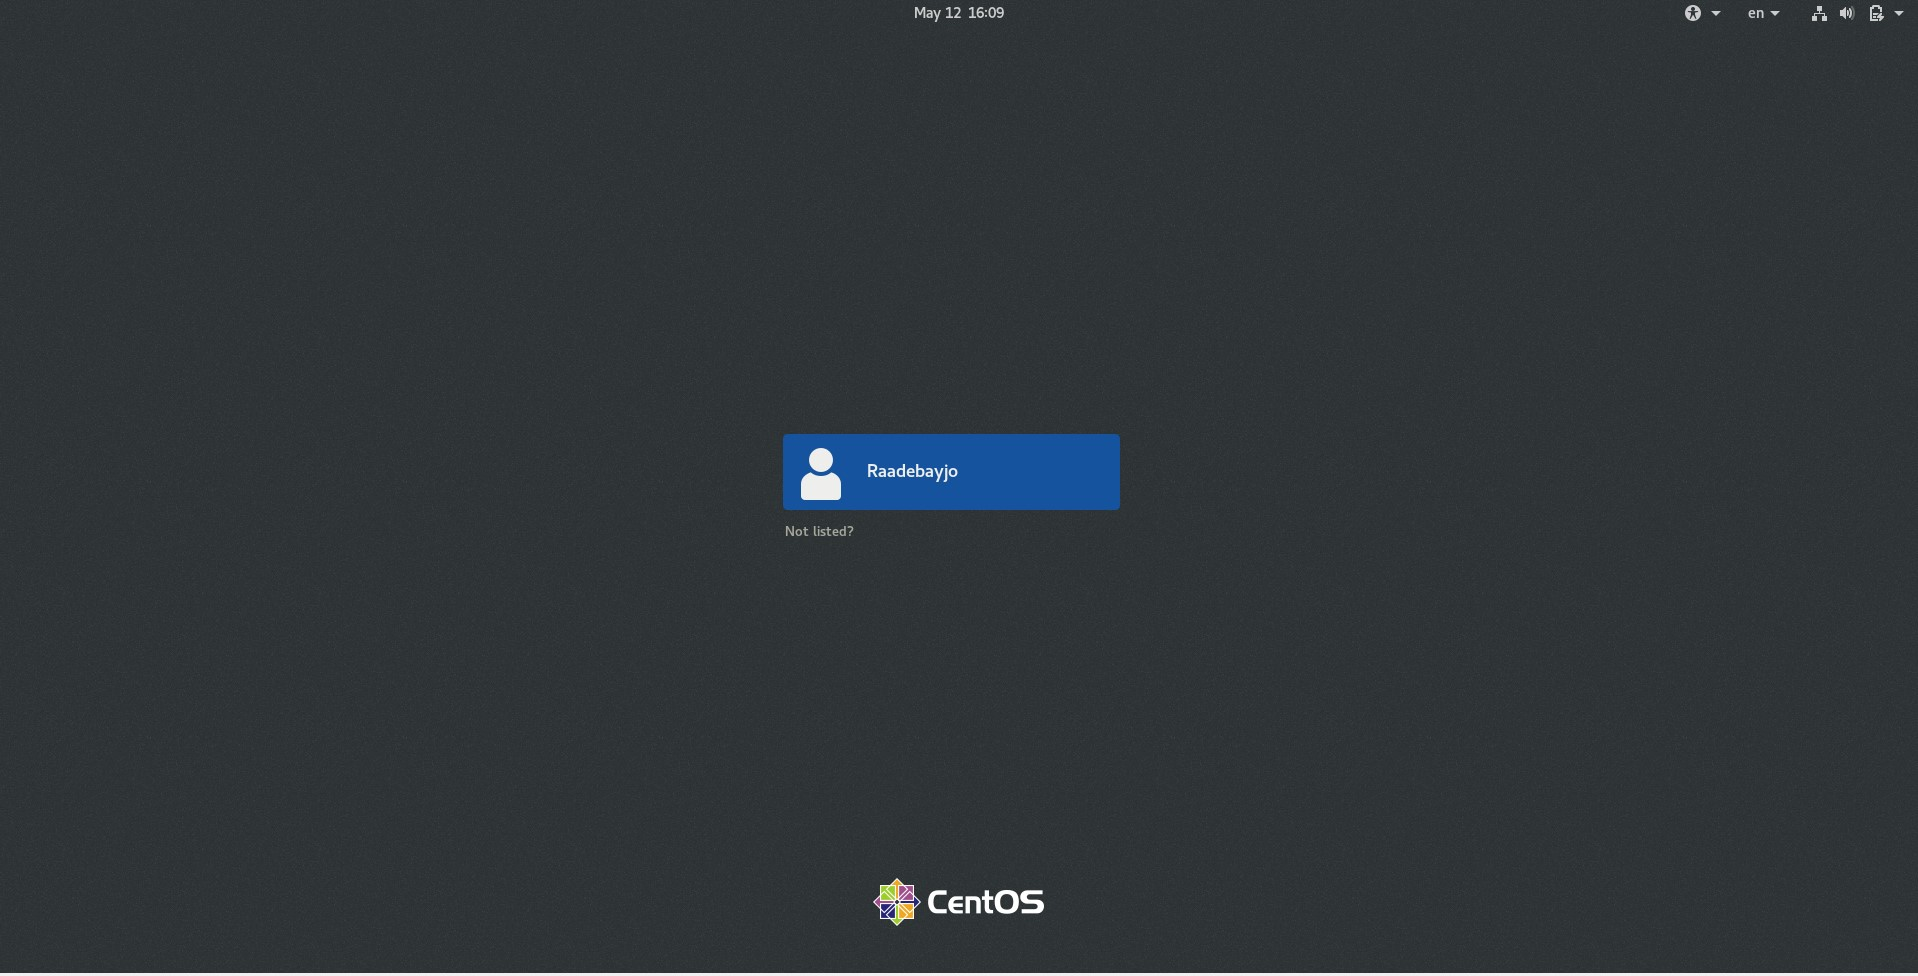 May 12 16:09
en
Raadebayjo
Not listed?
CentOS